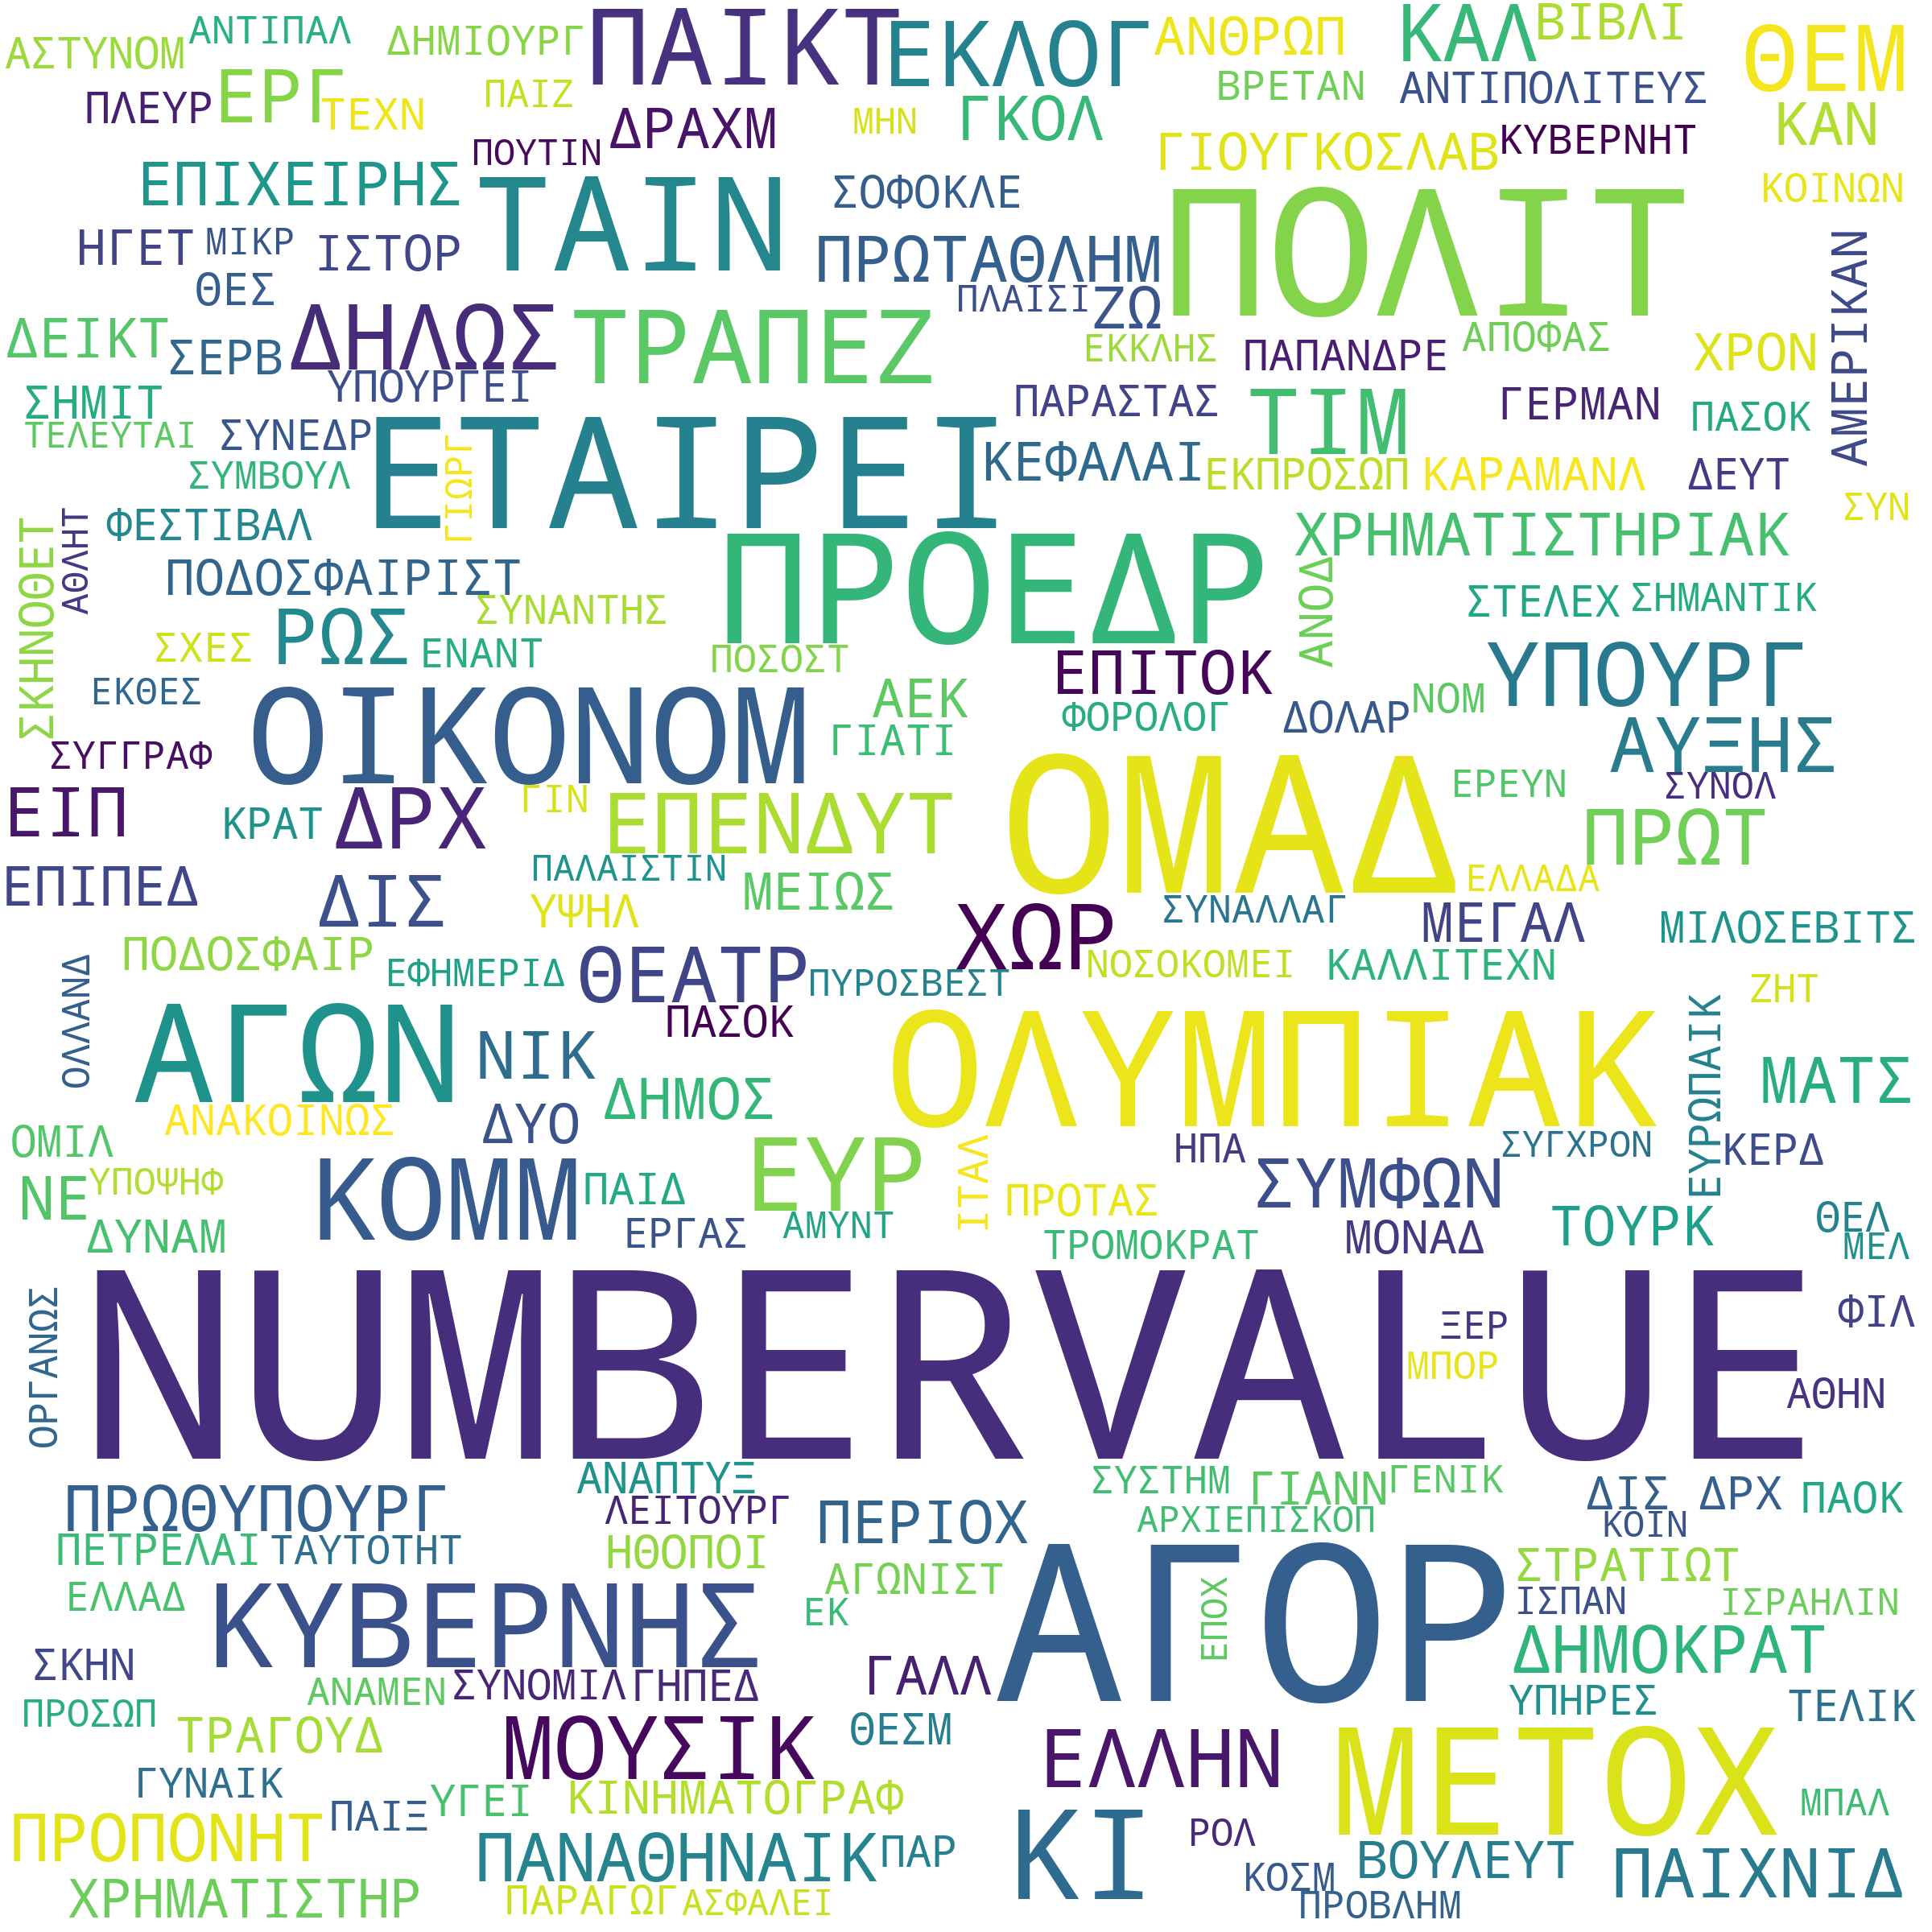 ΑΣΤΥΝΟΜ ΑΝΤΙΠΑΛ ΔΗΜΙΟΥΡΓ ΠΑΙΚΤ ΕΚΛΟΓ ΑΝΘΡΩΠ ΚΑΛ ΒΙΒΛΙ ΘΕΜ
ΠΛΕΥΡ ΕΡΓ ΤΕΧΝ ΠΑΙΖ ΔΡΑΧΜ ΜΗΝ ΓΚΟΛ ΒΡΕΤΑΝ ΑΝΤΙΠΟΛΙΤΕΥΣ ΚΑΝ
ΕΠΙΧΕΙΡΗΣ ΠΟΥΤΙΝ ΓΙΟΥΓΚΟΣΛΑΒ ΚΥΒΕΡΝΗΤ
ΤΑΙΝ ΣΟΦΟΚΛΕ ΠΟΛΙΤ ΚΟΙΝΩΝ
ΗΓΕΤ ΜΙΚΡ ΙΣΤΟΡ ΠΡΩΤΑΘΛΗΜ ΑΜΕΡΙΚΑΝ
ΘΕΣ ΠΛΑΙΣΙ ΖΩ
ΔΕΙΚΤ ΣΕΡΒ ΔΗΛΩΣ ΤΡΑΠΕΖ ΕΚΚΛΗΣ ΠΑΠΑΝΔΡΕ ΑΠΟΦΑΣ ΧΡΟΝ
ΣΗΜΙΤ ΥΠΟΥΡΓΕΙ ΠΑΡΑΣΤΑΣ ΤΙΜ ΓΕΡΜΑΝ ΠΑΣΟΚ
ΤΕΛΕΥΤΑΙ ΣΥΝΕΔΡ ΕΤΑΙΡΕΙ ΚΕΦΑΛΑΙ
ΣΥΜΒΟΥΛ ΓΙΩΡΓ ΕΚΠΡΟΣΩΠ ΚΑΡΑΜΑΝΛ ΔΕΥΤ
ΑΘΛΗΤ ΦΕΣΤΙΒΑΛ ΧΡΗΜΑΤΙΣΤΗΡΙΑΚ ΣΥΝ
ΣΚΗΝΟΘΕΤ ΠΟΔΟΣΦΑΙΡΙΣΤ ΠΡΟΕΔΡ ΑΝΟΔ
ΣΥΝΑΝΤΗΣ ΣΤΕΛΕΧ ΣΗΜΑΝΤΙΚ
ΣΧΕΣ ΡΩΣ ΕΝΑΝΤ ΠΟΣΟΣΤ ΕΠΙΤΟΚ ΥΠΟΥΡΓ
ΕΚΘΕΣ ΟΙΚΟΝΟΜ ΑΕΚ ΦΟΡΟΛΟΓ ΔΟΛΑΡ ΝΟΜ
ΣΥΓΓΡΑΦ ΓΙΑΤΙ ΑΥΞΗΣ
ΕΙΠ ΚΡΑΤ ΔΡΧ ΓΙΝ ΕΠΕΝΔΥΤ ΟΜΑΔ ΕΡΕΥΝ ΣΥΝΟΛ
ΠΑΛΑΙΣΤΙΝ ΠΡΩΤ
ΕΠΙΠΕΔ ΔΙΣ ΥΨΗΛ ΜΕΙΩΣ ΕΛΛΑΔΑ
ΧΩΡ ΣΥΝΑΛΛΑΓ ΜΕΓΑΛ ΜΙΛΟΣΕΒΙΤΣ
ΠΟΔΟΣΦΑΙΡ ΕΦΗΜΕΡΙΔ ΘΕΑΤΡ ΠΥΡΟΣΒΕΣΤ ΝΟΣΟΚΟΜΕΙ ΚΑΛΛΙΤΕΧΝ ΖΗΤ
ΟΛΛΑΝΔ ΑΓΩΝ ΝΙΚ ΠΑΣΟΚ ΟΛΥΜΠΙΑΚ ΕΥΡΩΠΑΙΚ ΜΑΤΣ
ΑΝΑΚΟΙΝΩΣ ΔΥΟ ΔΗΜΟΣ
ΟΜΙΛ ΗΠΑ ΣΥΓΧΡΟΝ ΚΕΡΔ
ΝΕ ΥΠΟΨΗΦ ΚΟΜΜ ΠΑΙΔ ΕΥΡ ΙΤΑΛ ΠΡΟΤΑΣ ΣΥΜΦΩΝ
ΔΥΝΑΜ ΕΡΓΑΣ ΑΜΥΝΤ ΤΡΟΜΟΚΡΑΤ ΜΟΝΑΔ ΤΟΥΡΚ ΘΕΛ
ΜΕΛ
ΟΡΓΑΝΩΣ NUMBERVALUE ΞΕΡ ΦΙΛ
ΜΠΟΡ ΑΘΗΝ
ΠΡΩΘΥΠΟΥΡΓ ΑΝΑΠΤΥΞ ΣΥΣΤΗΜ ΓΙΑΝΝ ΓΕΝΙΚ ΔΙΣ ΔΡΧ ΠΑΟΚ
ΛΕΙΤΟΥΡΓ ΠΕΡΙΟΧ ΑΡΧΙΕΠΙΣΚΟΠ ΚΟΙΝ
ΠΕΤΡΕΛΑΙ ΤΑΥΤΟΤΗΤ ΗΘΟΠΟΙ ΣΤΡΑΤΙΩΤ
ΕΛΛΑΔ ΚΥΒΕΡΝΗΣ ΑΓΩΝΙΣΤ ΑΓΟΡ ΕΠΟΧ ΙΣΠΑΝ ΙΣΡΑΗΛΙΝ
ΕΚ ΔΗΜΟΚΡΑΤ
ΣΚΗΝ ΑΝΑΜΕΝ ΣΥΝΟΜΙΛ ΓΗΠΕΔ ΓΑΛΛ ΥΠΗΡΕΣ ΤΕΛΙΚ
ΠΡΟΣΩΠ ΤΡΑΓΟΥΔ ΜΟΥΣΙΚ ΘΕΣΜ ΕΛΛΗΝ ΜΕΤΟΧ
ΓΥΝΑΙΚ ΥΓΕΙ ΚΙΝΗΜΑΤΟΓΡΑΦ ΜΠΑΛ
ΠΡΟΠΟΝΗΤ ΠΑΙΞ ΠΑΝΑΘΗΝΑΙΚ ΠΑΡ ΚΙ ΡΟΛ ΒΟΥΛΕΥΤ ΠΑΙΧΝΙΔ
ΧΡΗΜΑΤΙΣΤΗΡ ΠΑΡΑΓΩΓ ΑΣΦΑΛΕΙ ΚΟΣΜ
ΠΡΟΒΛΗΜ